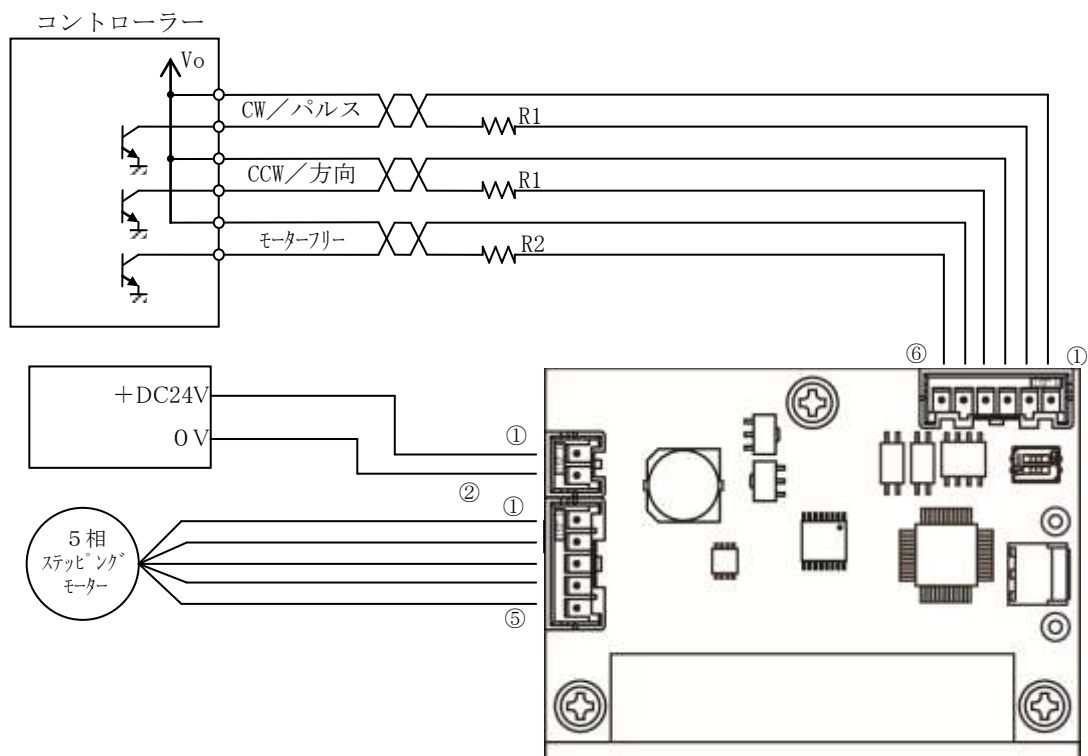 コントローラー
Vo
CW／パルス
R1
CCW／方向
R1
モーターフリー
R2
⑥
①
＋DC24V
０V
①
②
①
５相
ステッピング
モーター
⑤